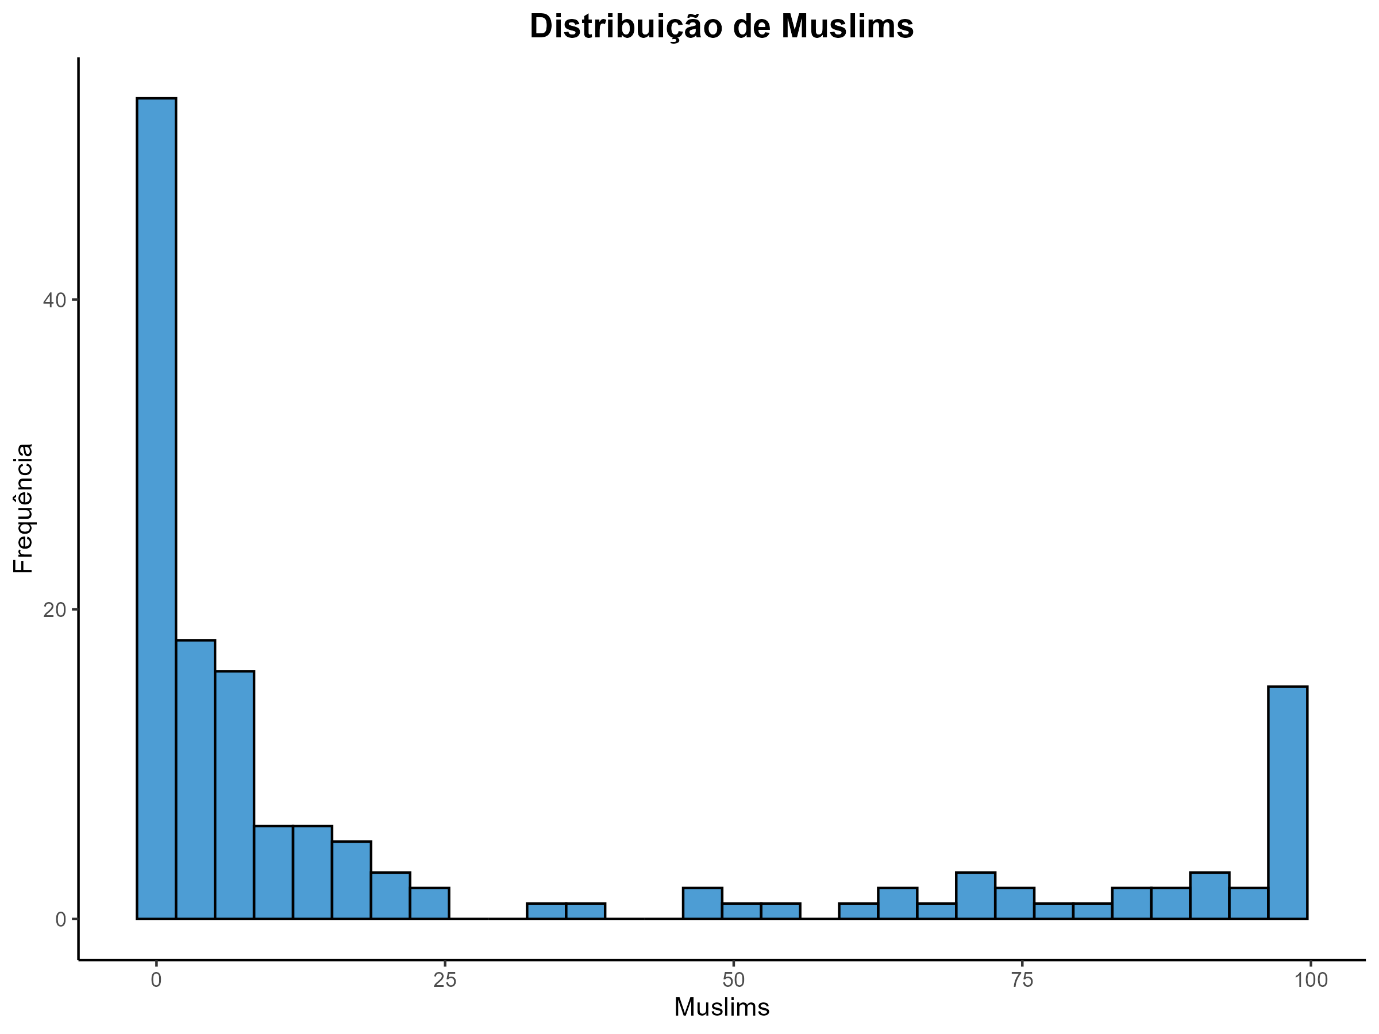 Distribuição de Muslims
Frequência
40
20
0
0 25 50 75 100
Muslims